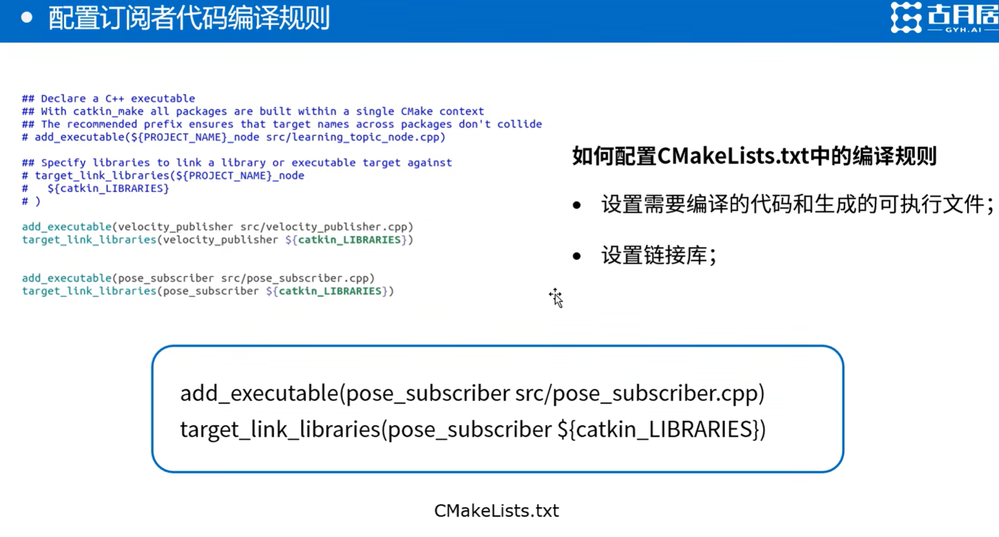 配置订阅者代码编译规则
古月居
GYH.AI
## Declare a C++ executable
## With catkin_make all packages are built within a single CMake context
## The recommended prefix ensures that target names across packages don't collide
# add_executable(${PROJECT_NAME}_node src/learning_topic_node.cpp)
## Specify libraries to link a library or executable target against
# target_link_libraries(${PROJECT_NAME}_node
#   ${catkin_LIBRARIES}
# )
add_executable(velocity_publisher src/velocity_publisher.cpp)
target_link_libraries(velocity_publisher ${catkin_LIBRARIES})
add_executable(pose_subscriber src/pose_subscriber.cpp)
target_link_libraries(pose_subscriber ${catkin_LIBRARIES})
如何配置CMakeLists.txt中的编译规则
设置需要编译的代码和生成的可执行文件；
设置链接库；
add_executable(pose_subscriber src/pose_subscriber.cpp)
target_link_libraries(pose_subscriber ${catkin_LIBRARIES})
CMakeLists.txt